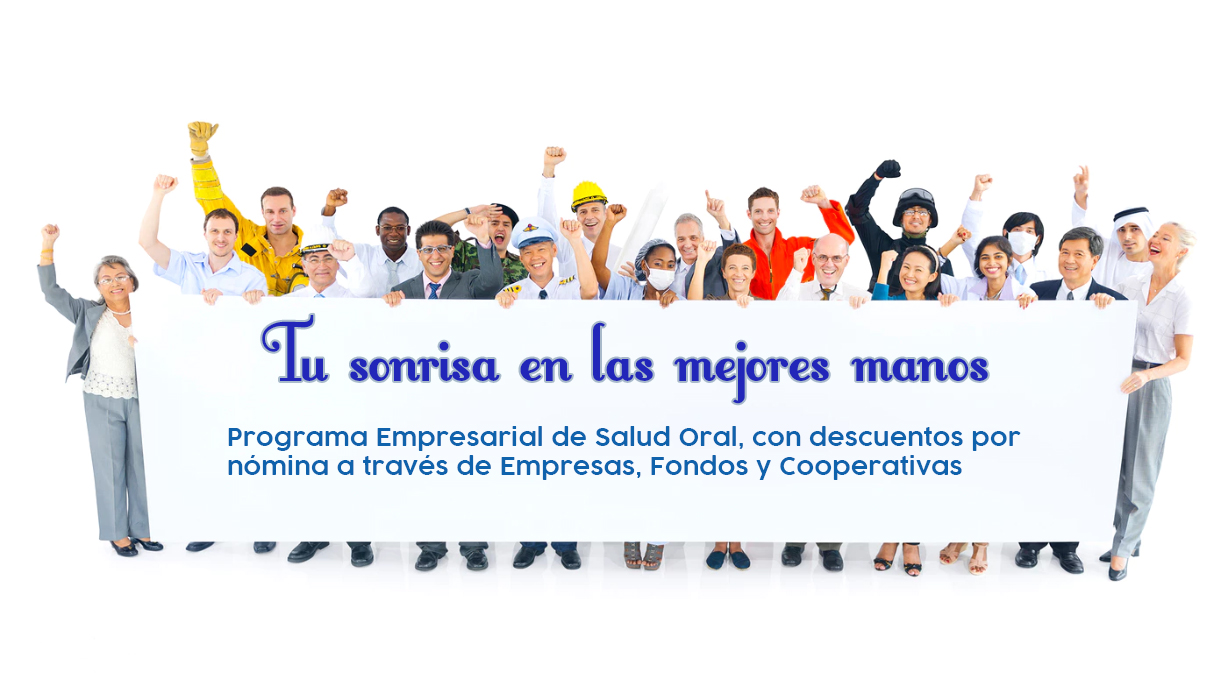 Tu sonrisa en las mejores manos
Programa Empresarial de Salud Oral, con descuentos por
nómina a través de Empresas, Fondos y Cooperativas